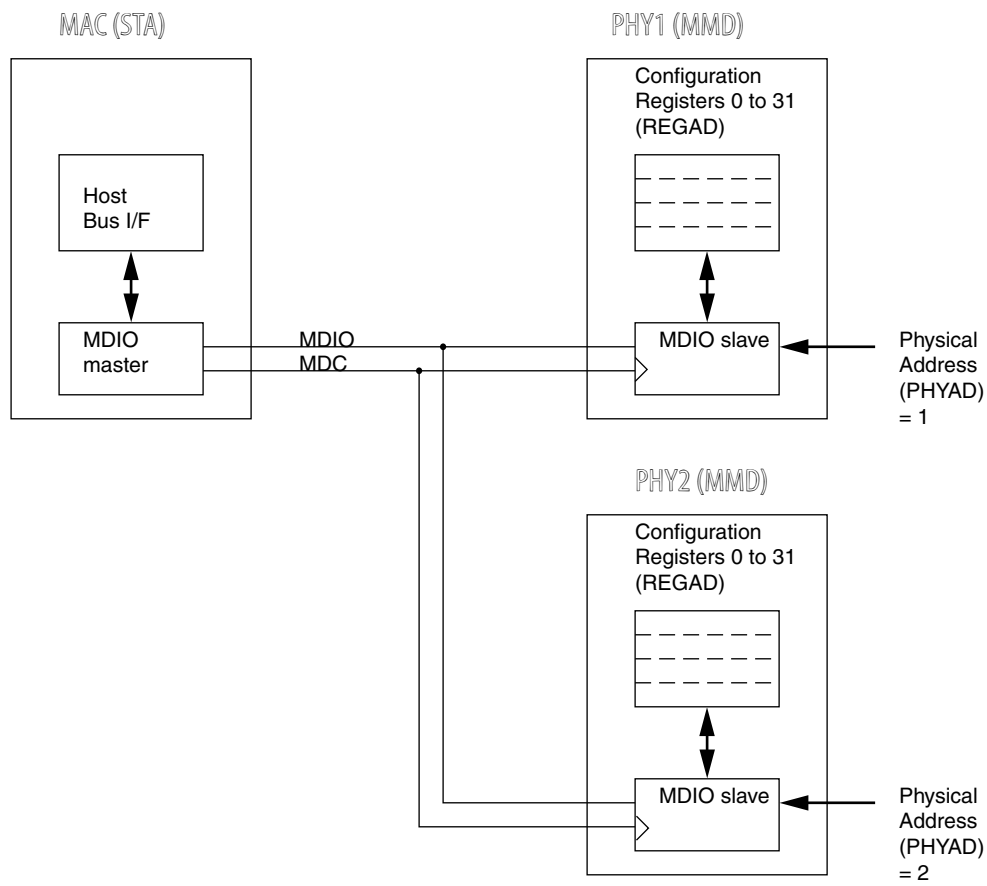 MAC (STA)
PHY1 (MMD)
Configuration
Registers 0 to 31
(REGAD)
Host
Bus I/F
MDIO
master
MDIO
MDC
MDIO slave
Physical
Address
(PHYAD)
= 1
PHY2 (MMD)
Configuration
Registers 0 to 31
(REGAD)
MDIO slave
Physical
Address
(PHYAD)
= 2